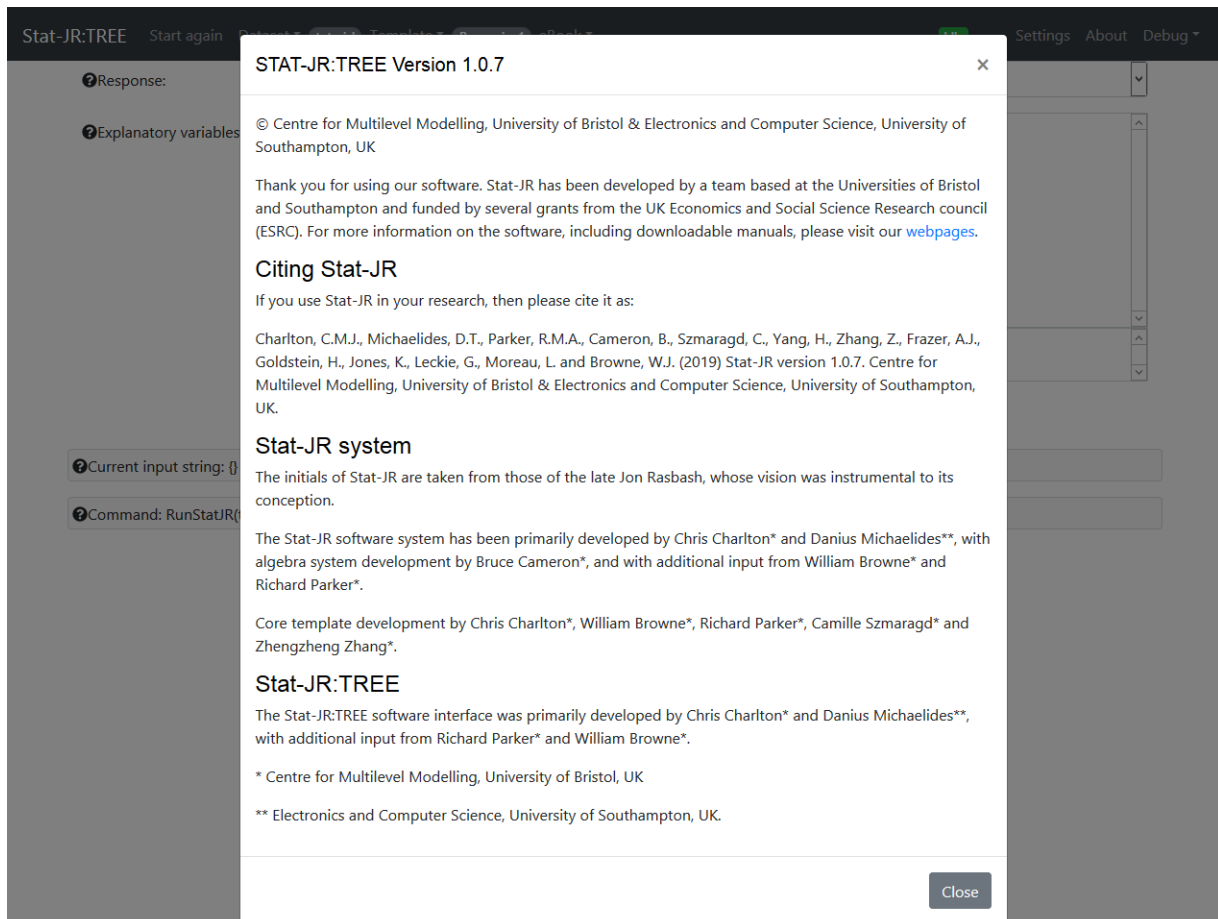 Stat-JR:TREE Start again Settings About Debug
STAT-JR:TREE Version 1.0.7 ×
Response:
Explanatory variables
© Centre for Multilevel Modelling, University of Bristol & Electronics and Computer Science, University of
Southampton, UK
Thank you for using our software. Stat-JR has been developed by a team based at the Universities of Bristol
and Southampton and funded by several grants from the UK Economics and Social Science Research council
(ESRC). For more information on the software, including downloadable manuals, please visit our webpages.
Citing Stat-JR
If you use Stat-JR in your research, then please cite it as:
Charlton, C.M.J., Michaelides, D.T., Parker, R.M.A., Cameron, B., Szmaragd, C., Yang, H., Zhang, Z., Frazer, A.J.,
Goldstein, H., Jones, K., Leckie, G., Moreau, L. and Browne, W.J. (2019) Stat-JR version 1.0.7. Centre for
Multilevel Modelling, University of Bristol & Electronics and Computer Science, University of Southampton,
UK.
Stat-JR system
Current input string: {}
The initials of Stat-JR are taken from those of the late Jon Rasbash, whose vision was instrumental to its
conception.
Command: RunStatJR(
The Stat-JR software system has been primarily developed by Chris Charlton* and Danius Michaelides**, with
algebra system development by Bruce Cameron*, and with additional input from William Browne* and
Richard Parker*.
Core template development by Chris Charlton*, William Browne*, Richard Parker*, Camille Szmaragd* and
Zhengzheng Zhang*.
Stat-JR:TREE
The Stat-JR:TREE software interface was primarily developed by Chris Charlton* and Danius Michaelides**,
with additional input from Richard Parker* and William Browne*.
* Centre for Multilevel Modelling, University of Bristol, UK
** Electronics and Computer Science, University of Southampton, UK.
Close